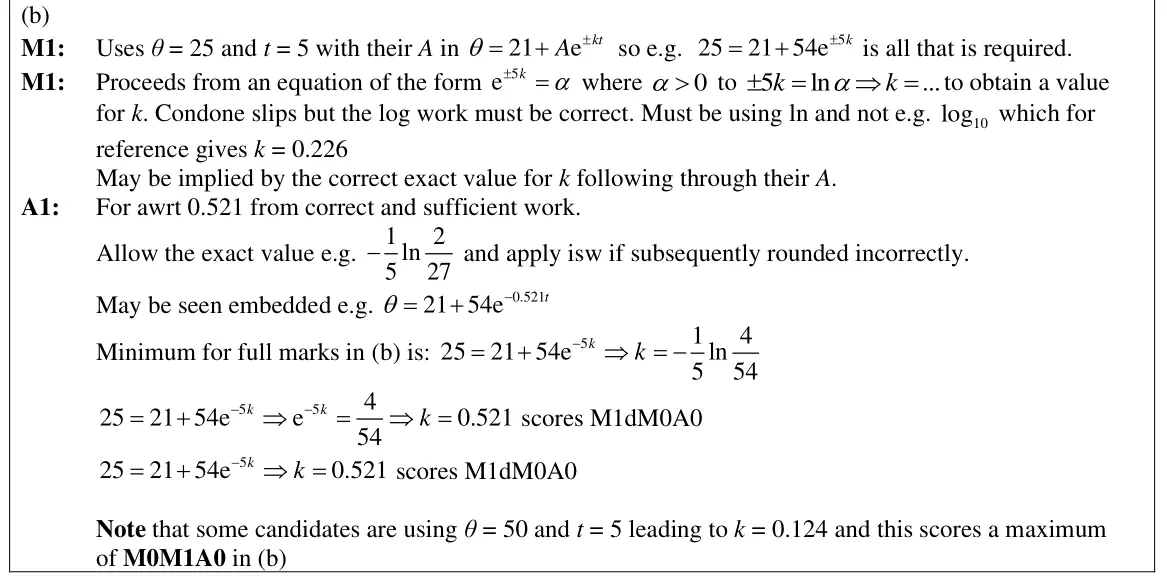 (b)
M1: Uses θ = 25 and t = 5 with their A in θ = 21 + Ae^{±kt} so e.g. 25 = 21 + 54e^{±5k} is all that is required.
M1: Proceeds from an equation of the form e^{±5k} = α where α > 0 to ±5k = ln α ⇒ k = ... to obtain a value
for k. Condone slips but the log work must be correct. Must be using ln and not e.g. log₁₀ which for
reference gives k = 0.226
May be implied by the correct exact value for k following through their A.
A1: For awrt 0.521 from correct and sufficient work.
Allow the exact value e.g. −1/5 ln 2/27 and apply isw if subsequently rounded incorrectly.
May be seen embedded e.g. θ = 21 + 54e^{−0.521t}
Minimum for full marks in (b) is: 25 = 21 + 54e^{−5k} ⇒ k = −1/5 ln 4/54
25 = 21 + 54e^{−5k} ⇒ e^{−5k} = 4/54 ⇒ k = 0.521 scores M1dM0A0
25 = 21 + 54e^{−5k} ⇒ k = 0.521 scores M1dM0A0
Note that some candidates are using θ = 50 and t = 5 leading to k = 0.124 and this scores a maximum
of M0M1A0 in (b)